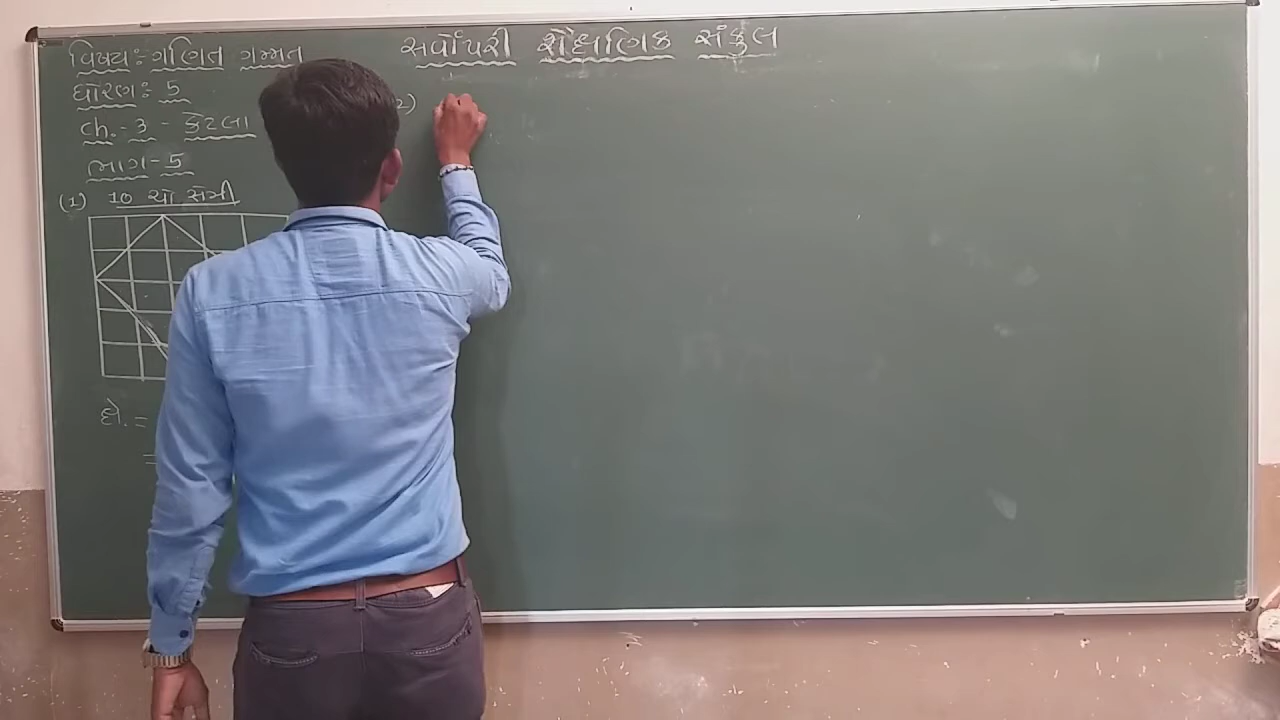 સર્વોપરી શૈક્ષણિક સંકુલ
વિષય: ગણિત ગમ્મત
ધોરણ: 5
ch.-3 - કેટલા
ભાગ-5
(1) 10 ચો સેમી
ક્ષે. =
=
2)